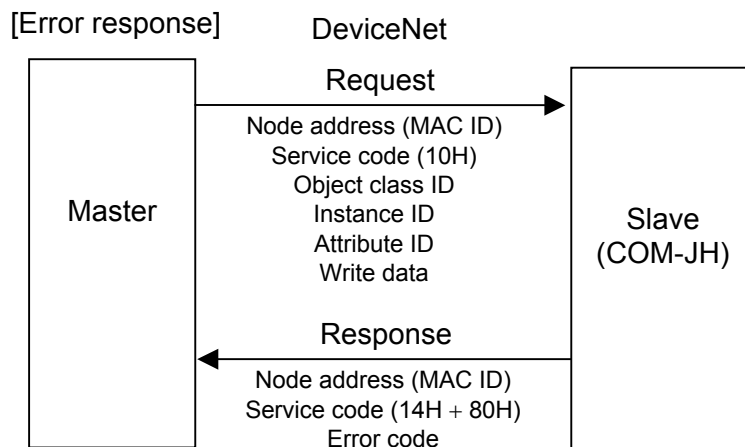 [Error response]
DeviceNet
Request
Node address (MAC ID)
Service code (10H)
Object class ID
Instance ID
Attribute ID
Write data
Master
Slave
(COM-JH)
Response
Node address (MAC ID)
Service code (14H + 80H)
Error code